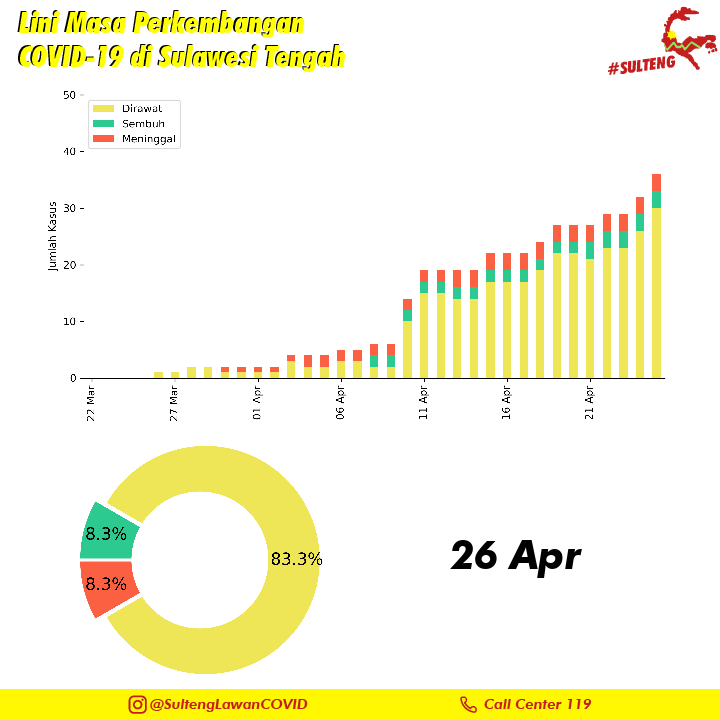 Lini Masa Perkembangan
COVID-19 di Sulawesi Tengah
#SULTENG
50
40
30
20
10
0
Jumlah Kasus
Dirawat
Sembuh
Meninggal
22 Mar
27 Mar
01 Apr
06 Apr
11 Apr
16 Apr
21 Apr
8.3%
8.3%
83.3%
26 Apr
@SultengLawanCOVID
Call Center 119